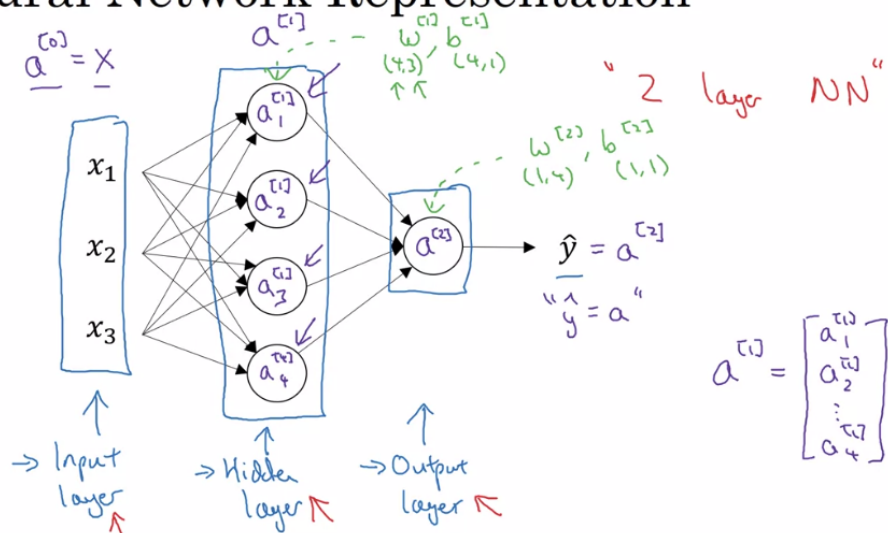 ural Network Representation
a^[0] = X
a^[1]
w^[1], b^[1]
(4,3) (4,1)
"2 layer NN"
x₁
x₂
x₃
a₁^[1]
a₂^[1]
a₃^[1]
a₄^[1]
w^[2], b^[2]
(1,4) (1,1)
a^[2]
ŷ = a^[2]
"ŷ = a"
a^[1] = [a₁^[1]
a₂^[1]
⋮
a₄^[1]]
→ Input layer
→ Hidden layer
→ Output layer